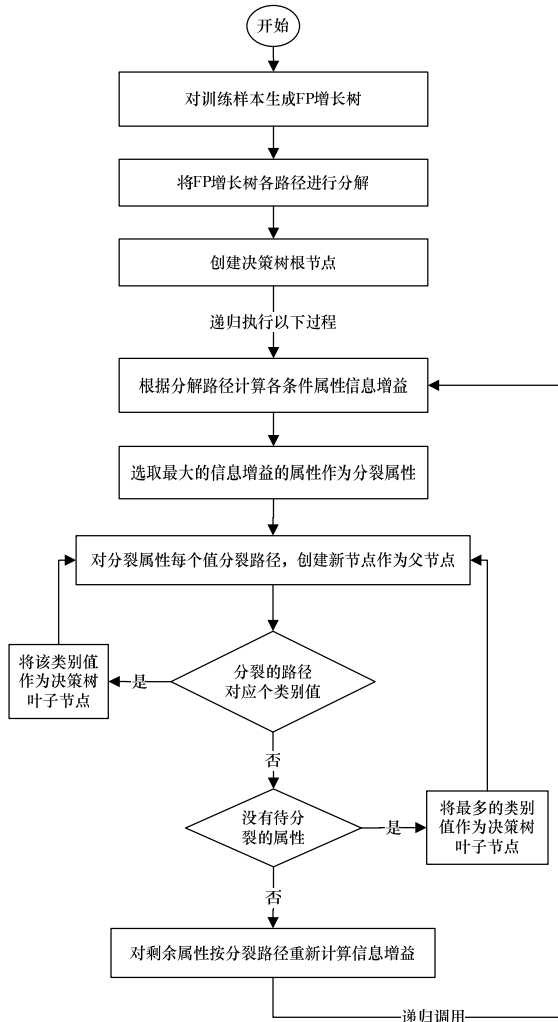 开始
对训练样本生成FP增长树
将FP增长树各路径进行分解
创建决策树根节点
递归执行以下过程
根据分解路径计算各条件属性信息增益
选取最大的信息增益的属性作为分裂属性
对分裂属性每个值分裂路径，创建新节点作为父节点
将该类别值
作为决策树
叶子节点
是
分裂的路径
对应个类别值
否
没有待分
裂的属性
是
将最多的类别
值作为决策树
叶子节点
否
对剩余属性按分裂路径重新计算信息增益
递归调用